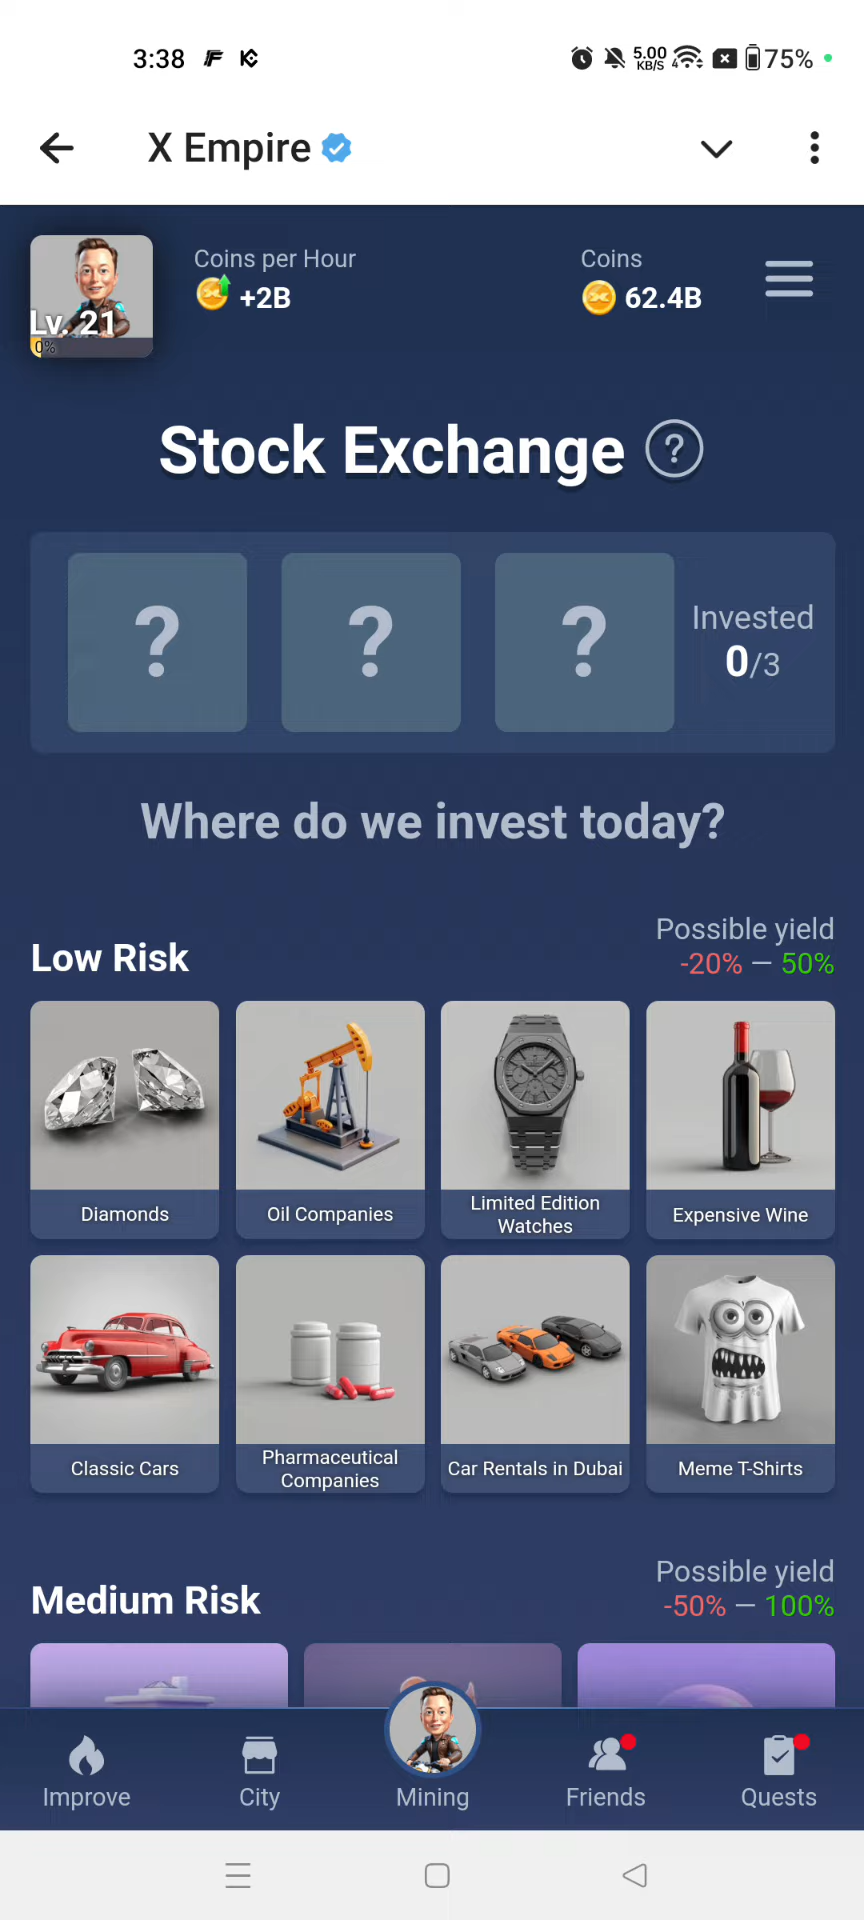 3:38
5.00
KB/S
4
75%
X Empire
Lv. 21
0%
Coins per Hour
+2B
Coins
62.4B
Stock Exchange ?
? ? ?
Invested
0/3
Where do we invest today?
Low Risk
Possible yield
-20% — 50%
Diamonds
Oil Companies
Limited Edition
Watches
Expensive Wine
Classic Cars
Pharmaceutical
Companies
Car Rentals in Dubai
Meme T-Shirts
Medium Risk
Possible yield
-50% — 100%
Improve
City
Mining
Friends
Quests